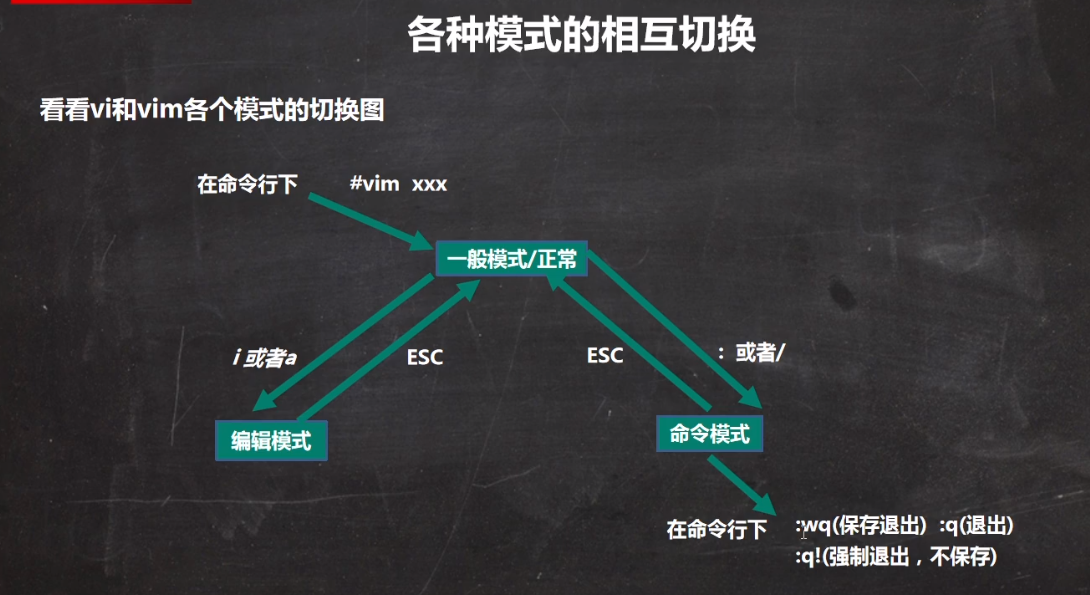 各种模式的相互切换
看看vi和vim各个模式的切换图
在命令行下 #vim xxx
一般模式/正常
i 或者a ESC ESC : 或者/
编辑模式 命令模式
在命令行下 :wq(保存退出) :q(退出)
:q!(强制退出，不保存)